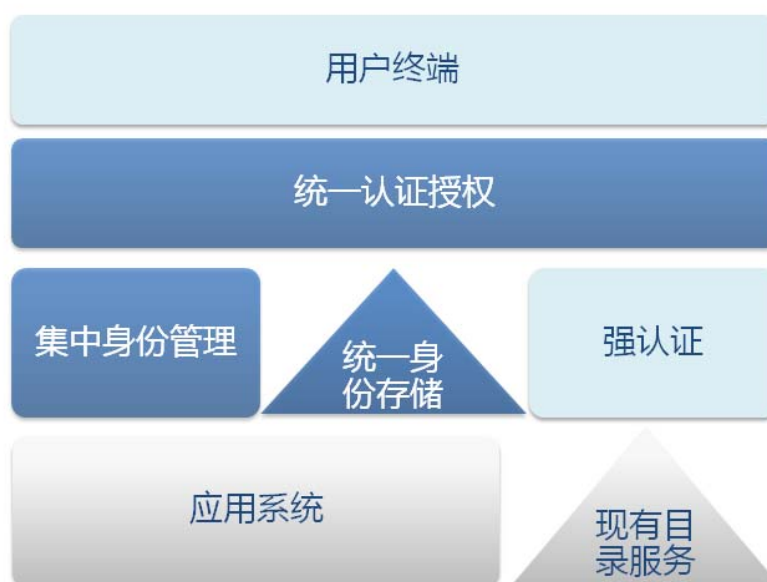 用户终端
统一认证授权
集中身份管理
统一身
份存储
强认证
应用系统
现有目
录服务